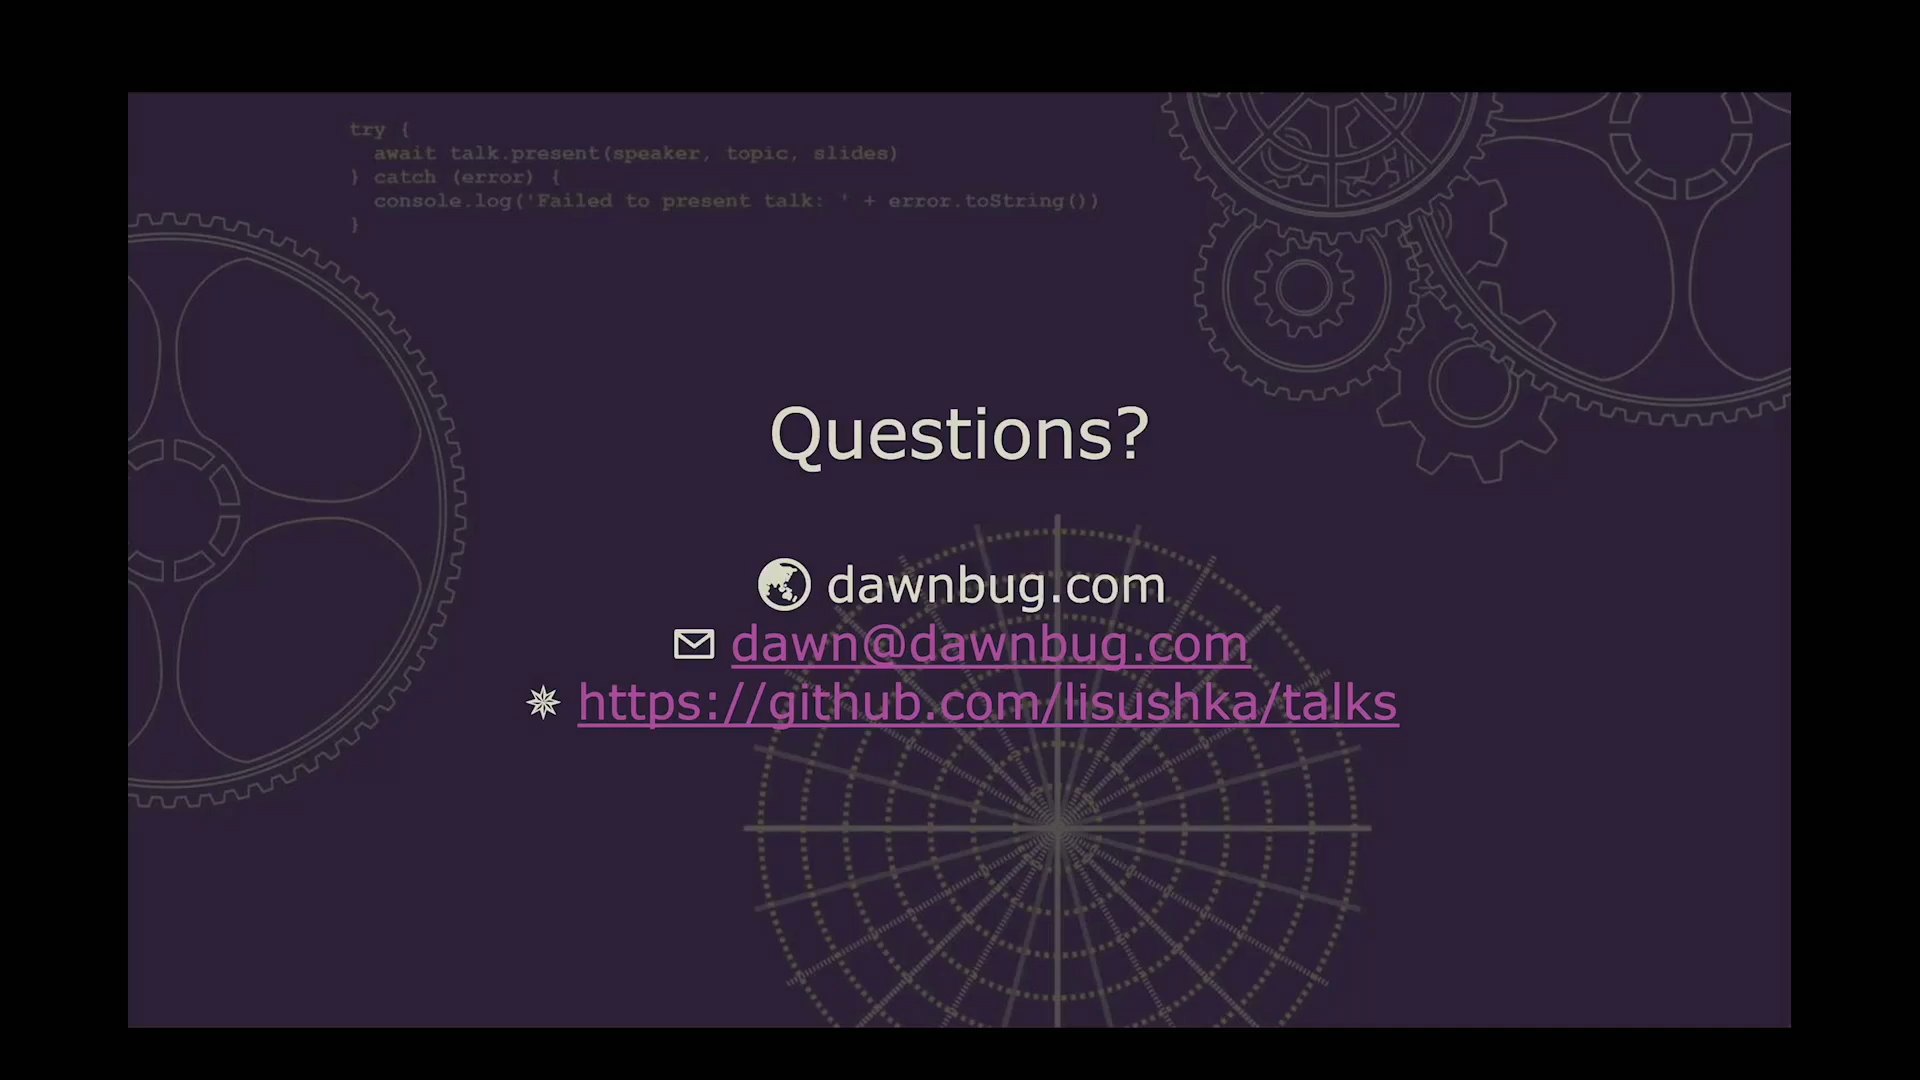 try {
await talk.present(speaker, topic, slides)
} catch (error) {
console.log('Failed to present talk: ' + error.toString())
}
Questions?
dawnbug.com
dawn@dawnbug.com
https://github.com/lisushka/talks